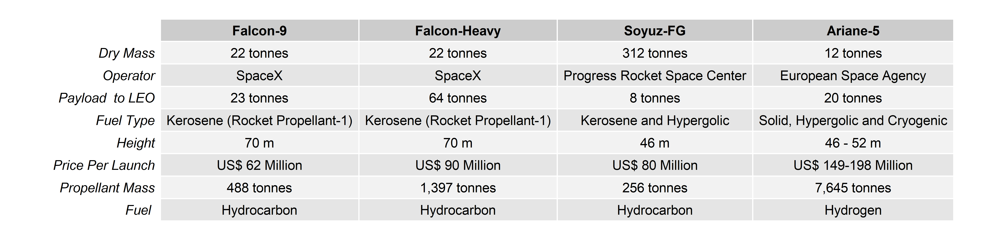 Falcon-9 Falcon-Heavy Soyuz-FG Ariane-5
Dry Mass 22 tonnes 22 tonnes 312 tonnes 12 tonnes
Operator SpaceX SpaceX Progress Rocket Space Center European Space Agency
Payload  to LEO 23 tonnes 64 tonnes 8 tonnes 20 tonnes
Fuel Type Kerosene (Rocket Propellant-1) Kerosene (Rocket Propellant-1) Kerosene and Hypergolic Solid, Hypergolic and Cryogenic
Height 70 m 70 m 46 m 46 - 52 m
Price Per Launch US$ 62 Million US$ 90 Million US$ 80 Million US$ 149-198 Million
Propellant Mass 488 tonnes 1,397 tonnes 256 tonnes 7,645 tonnes
Fuel Hydrocarbon Hydrocarbon Hydrocarbon Hydrogen